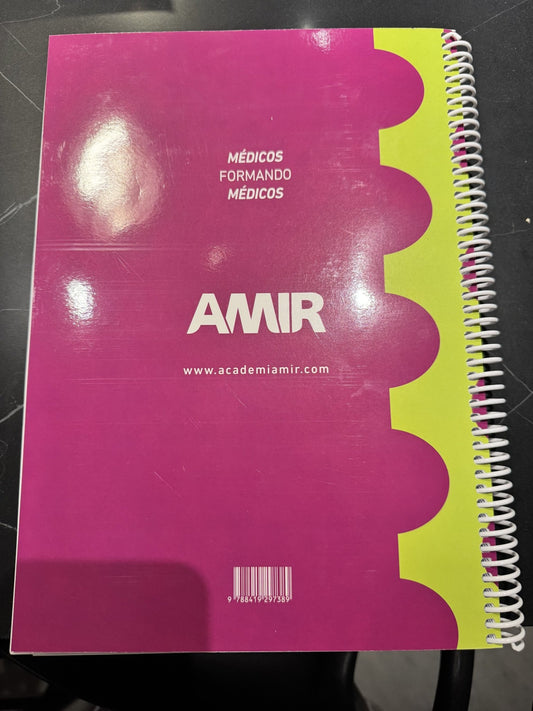 MÉDICOS
FORMANDO
MÉDICOS
AMIR
www.academiamir.com
9 788419 297389